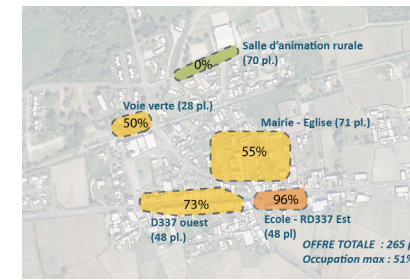 Salle d'animation rurale
(70 pl.)
0%
Voie verte (28 pl.)
50%
Mairie - Eglise (71 pl.)
55%
73%
96%
D337 ouest
(48 pl.)
Ecole - RD337 Est
(48 pl)
OFFRE TOTALE : 265 p
Occupation max : 51%